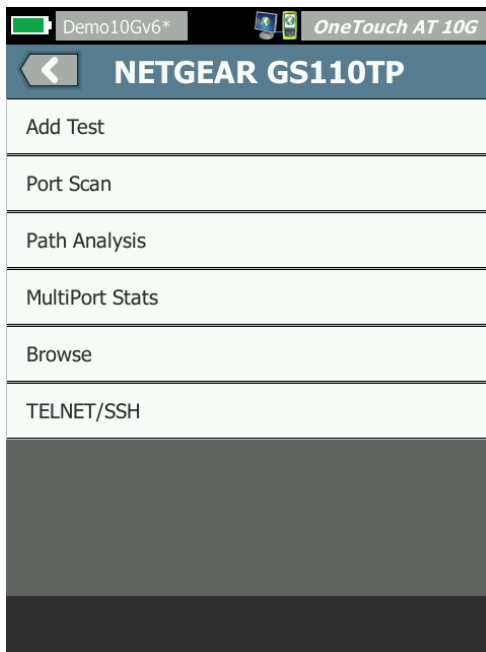 Demo10Gv6*
OneTouch AT 10G
NETGEAR GS110TP
Add Test
Port Scan
Path Analysis
MultiPort Stats
Browse
TELNET/SSH